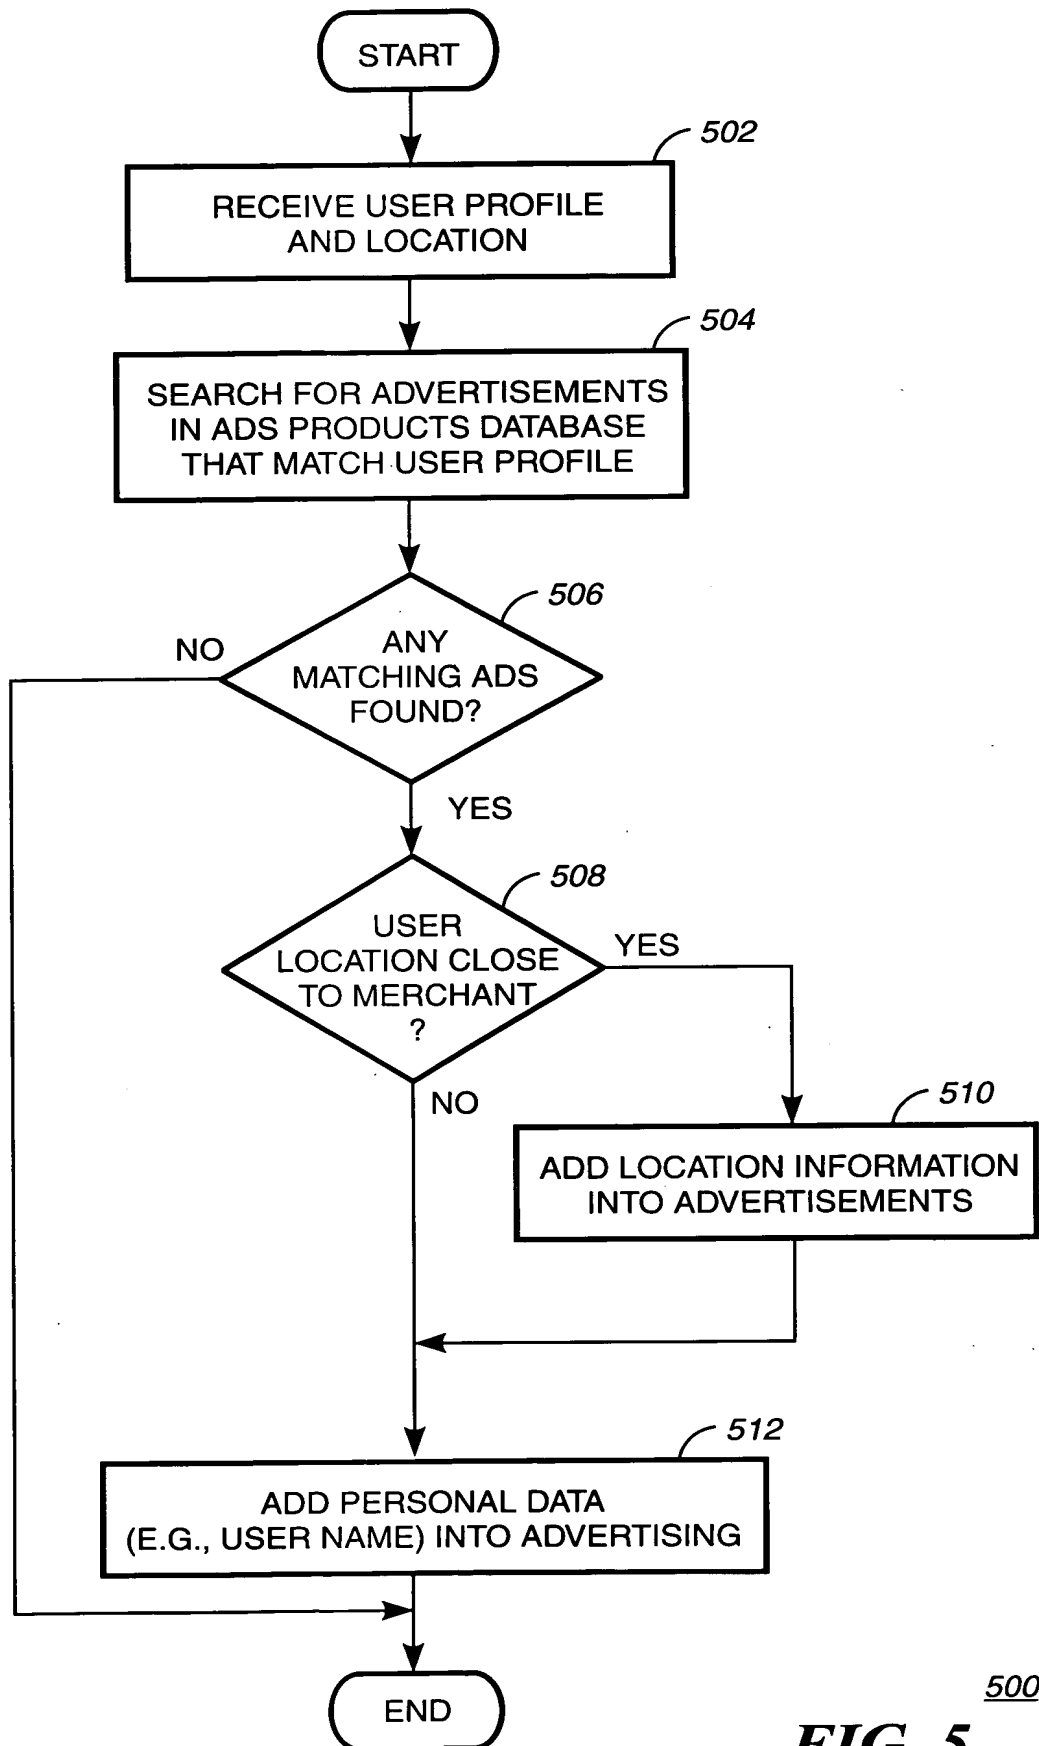 START
502
RECEIVE USER PROFILE
AND LOCATION
504
SEARCH FOR ADVERTISEMENTS
IN ADS PRODUCTS DATABASE
THAT MATCH USER PROFILE
506
NO
ANY
MATCHING ADS
FOUND?
YES
508
USER
LOCATION CLOSE
TO MERCHANT
?
YES
NO
510
ADD LOCATION INFORMATION
INTO ADVERTISEMENTS
512
ADD PERSONAL DATA
(E.G., USER NAME) INTO ADVERTISING
END
500
FIG. 5